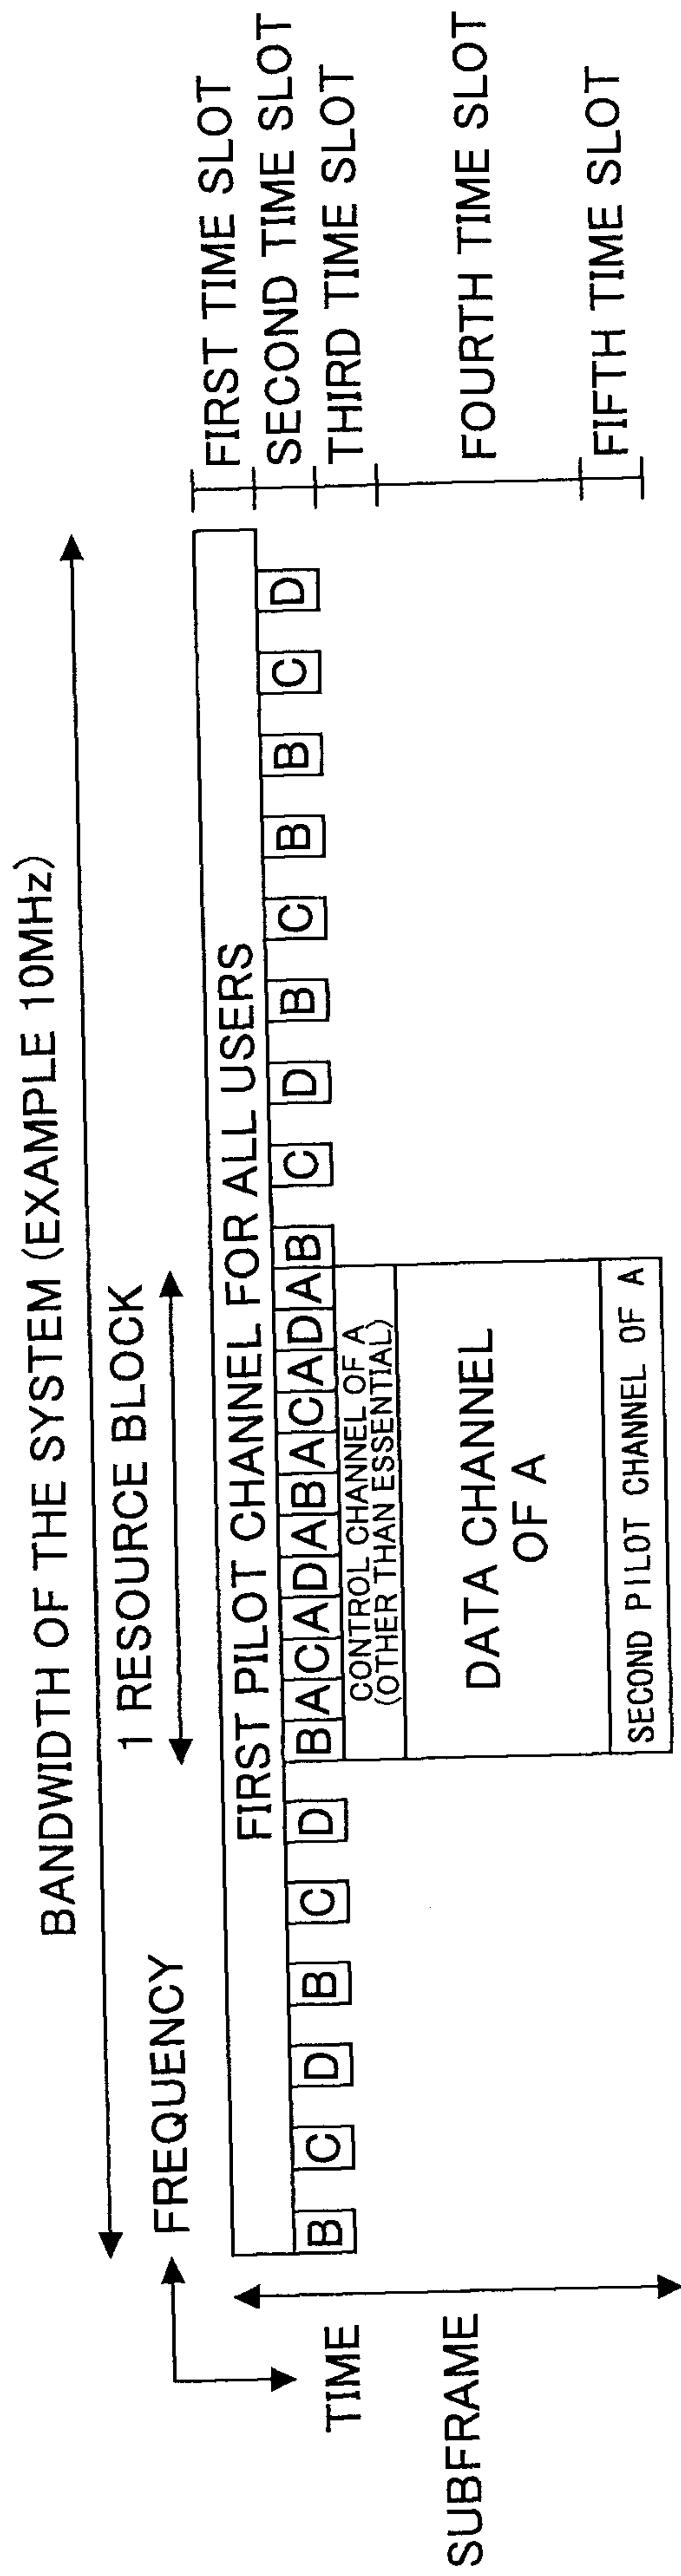 BANDWIDTH OF THE SYSTEM (EXAMPLE 10MHz)
1 RESOURCE BLOCK
FREQUENCY
TIME
SUBFRAME
FIRST PILOT CHANNEL FOR ALL USERS
B C D B C D B A C A D A B A C A D A B C D B C B B C D
CONTROL CHANNEL OF A
(OTHER THAN ESSENTIAL)
DATA CHANNEL
OF A
SECOND PILOT CHANNEL OF A
FIRST TIME SLOT
SECOND TIME SLOT
THIRD TIME SLOT
FOURTH TIME SLOT
FIFTH TIME SLOT